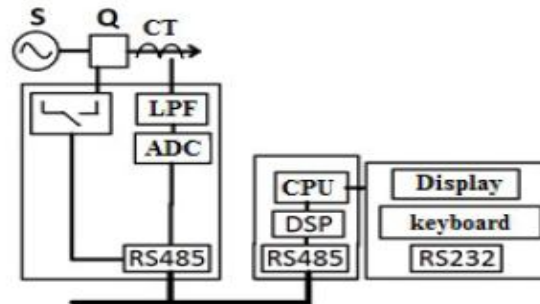 S Q CT
LPF
ADC
RS485
CPU
DSP
RS485
Display
keyboard
RS232